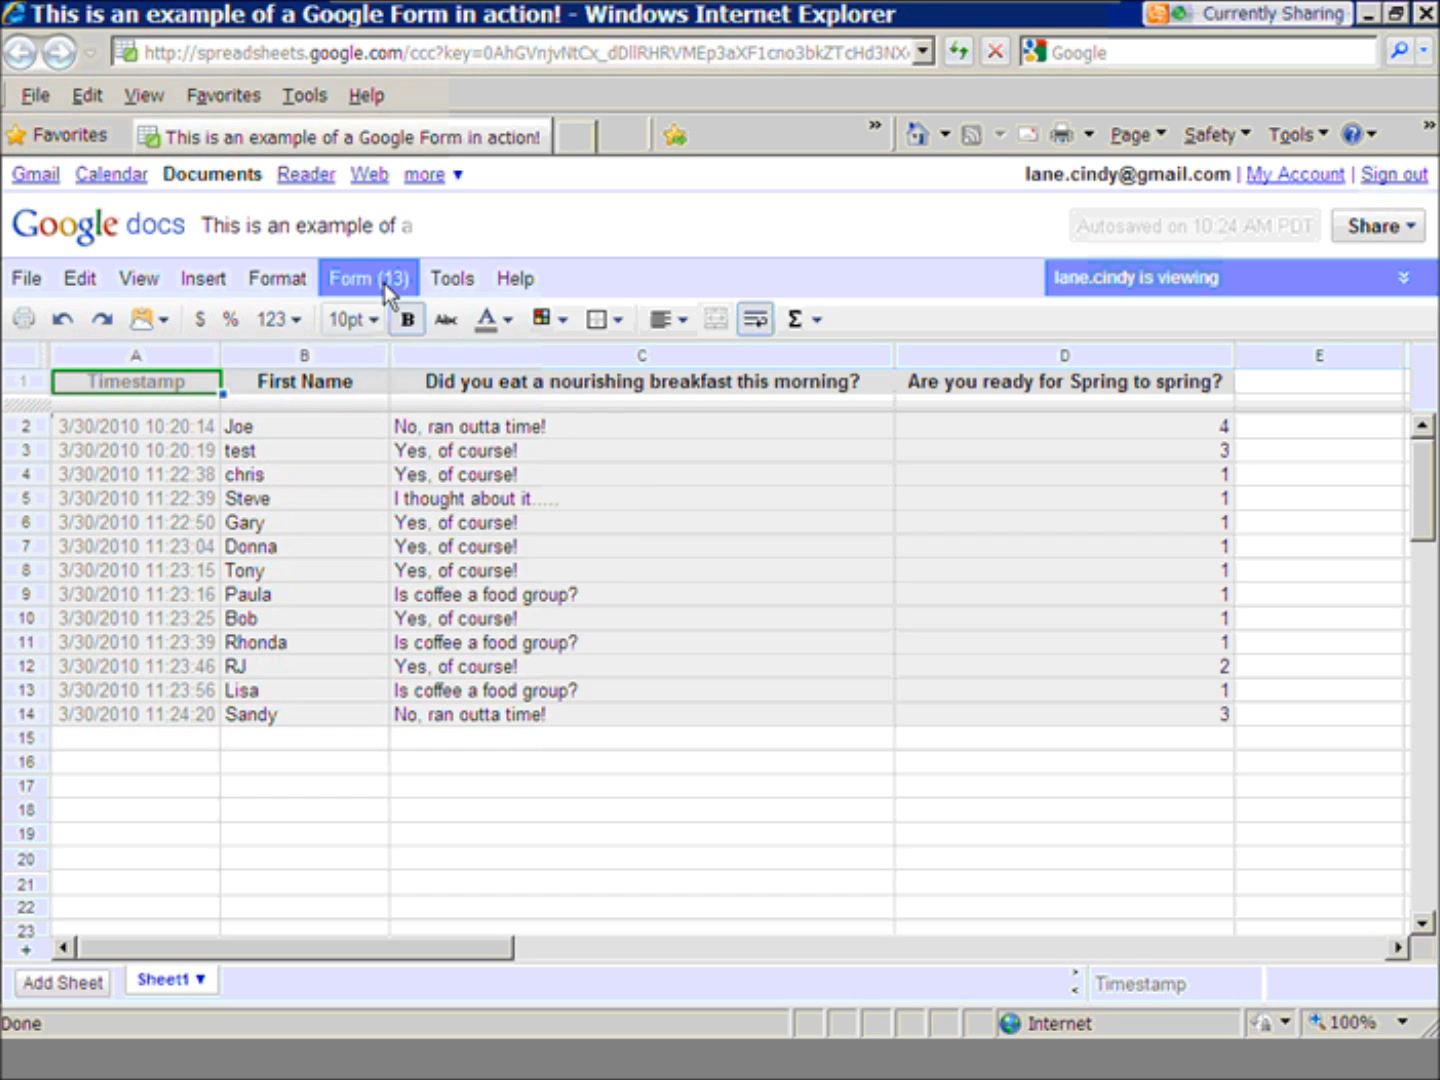 This is an example of a Google Form in action! - Windows Internet Explorer
Currently Sharing
http://spreadsheets.google.com/ccc?key=0AhGVnjvNtCx_dDllRHRVMEp3aXF1cno3bkZTcHd3NX
Google
File Edit View Favorites Tools Help
Favorites
This is an example of a Google Form in action!
» Page Safety Tools »
Gmail Calendar Documents Reader Web more ▼
lane.cindy@gmail.com | My Account | Sign out
Google docs This is an example of a
Autosaved on 10:24 AM PDT
Share
File Edit View Insert Format Form (13) Tools Help
lane.cindy is viewing
$ % 123 10pt B Abc A Σ
A B C D E
1 Timestamp First Name Did you eat a nourishing breakfast this morning? Are you ready for Spring to spring?
2 3/30/2010 10:20:14 Joe No, ran outta time! 4
3 3/30/2010 10:20:19 test Yes, of course! 3
4 3/30/2010 11:22:38 chris Yes, of course! 1
5 3/30/2010 11:22:39 Steve I thought about it..... 1
6 3/30/2010 11:22:50 Gary Yes, of course! 1
7 3/30/2010 11:23:04 Donna Yes, of course! 1
8 3/30/2010 11:23:15 Tony Yes, of course! 1
9 3/30/2010 11:23:16 Paula Is coffee a food group? 1
10 3/30/2010 11:23:25 Bob Yes, of course! 1
11 3/30/2010 11:23:39 Rhonda Is coffee a food group? 1
12 3/30/2010 11:23:46 RJ Yes, of course! 2
13 3/30/2010 11:23:56 Lisa Is coffee a food group? 1
14 3/30/2010 11:24:20 Sandy No, ran outta time! 3
15
16
17
18
19
20
21
22
23
+
Add Sheet Sheet1 ▼
Timestamp
Done
Internet
100%